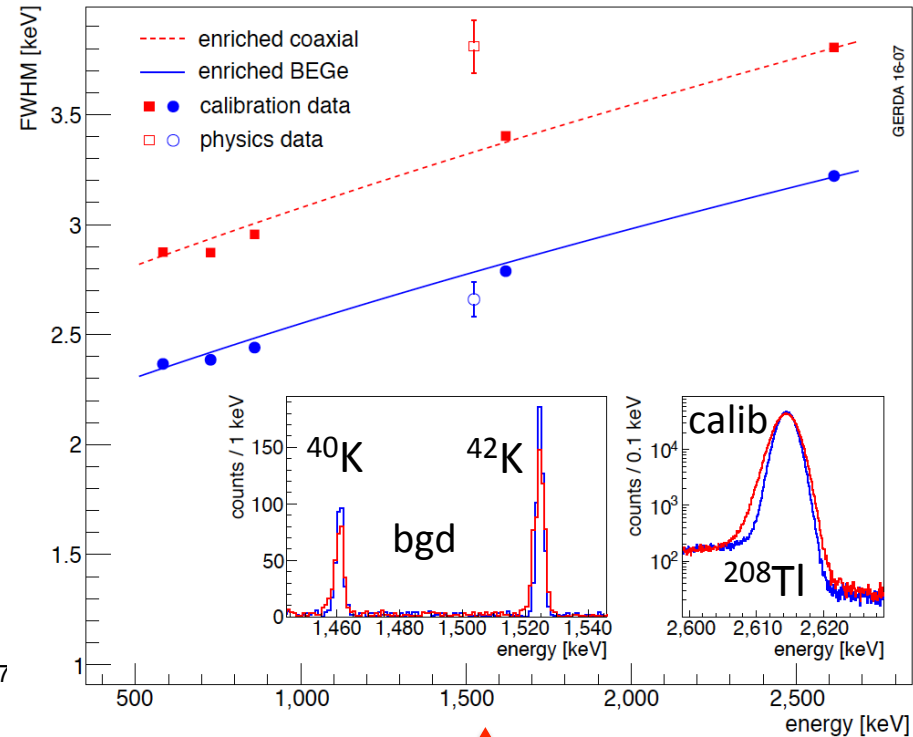 FWHM [keV]
enriched coaxial
enriched BEGe
calibration data
physics data
GERDA 16-07
3.5
3
2.5
2
1.5
1
7
500
1,000
1,500
2,000
2,500
energy [keV]
counts / 1 keV
150
100
50
0
40K
42K
bgd
1,460
1,480
1,500
1,520
1,540
energy [keV]
counts / 0.1 keV
10^4
10^3
10^2
calib
208Tl
2,600
2,610
2,620
energy [keV]